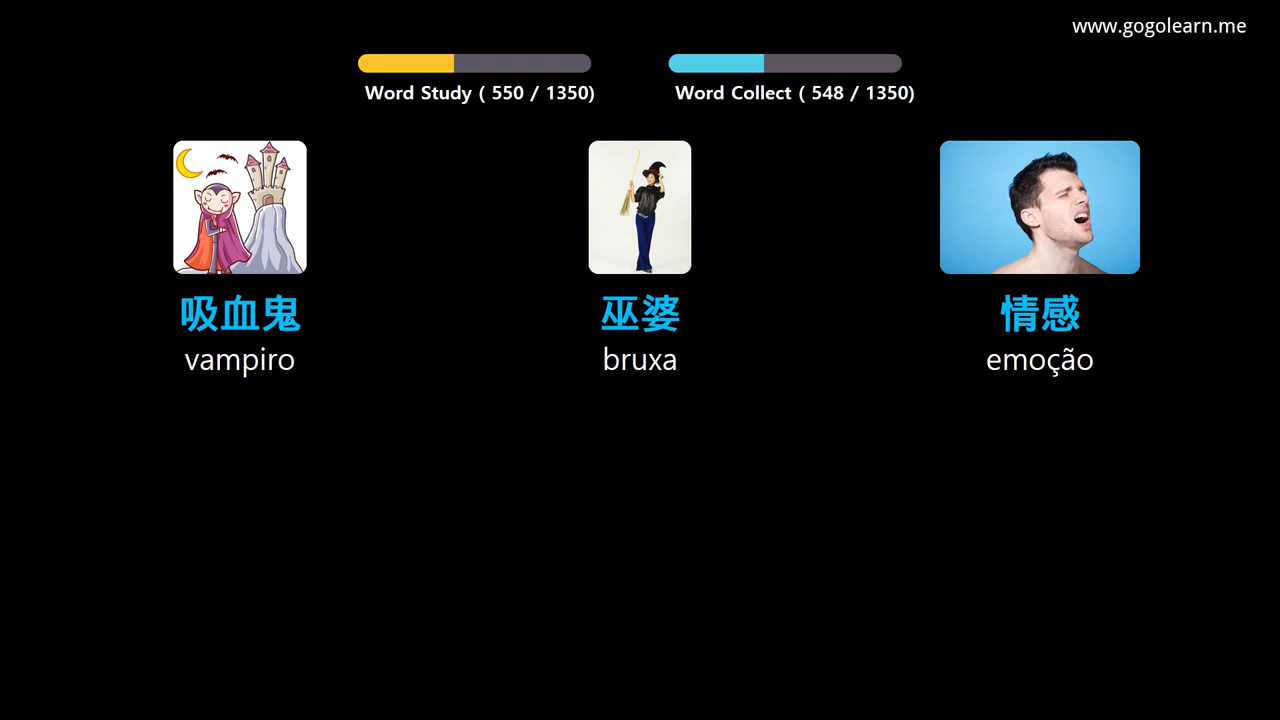 www.gogolearn.me
Word Study ( 550 / 1350)
Word Collect ( 548 / 1350)
吸血鬼
vampiro
巫婆
bruxa
情感
emoção